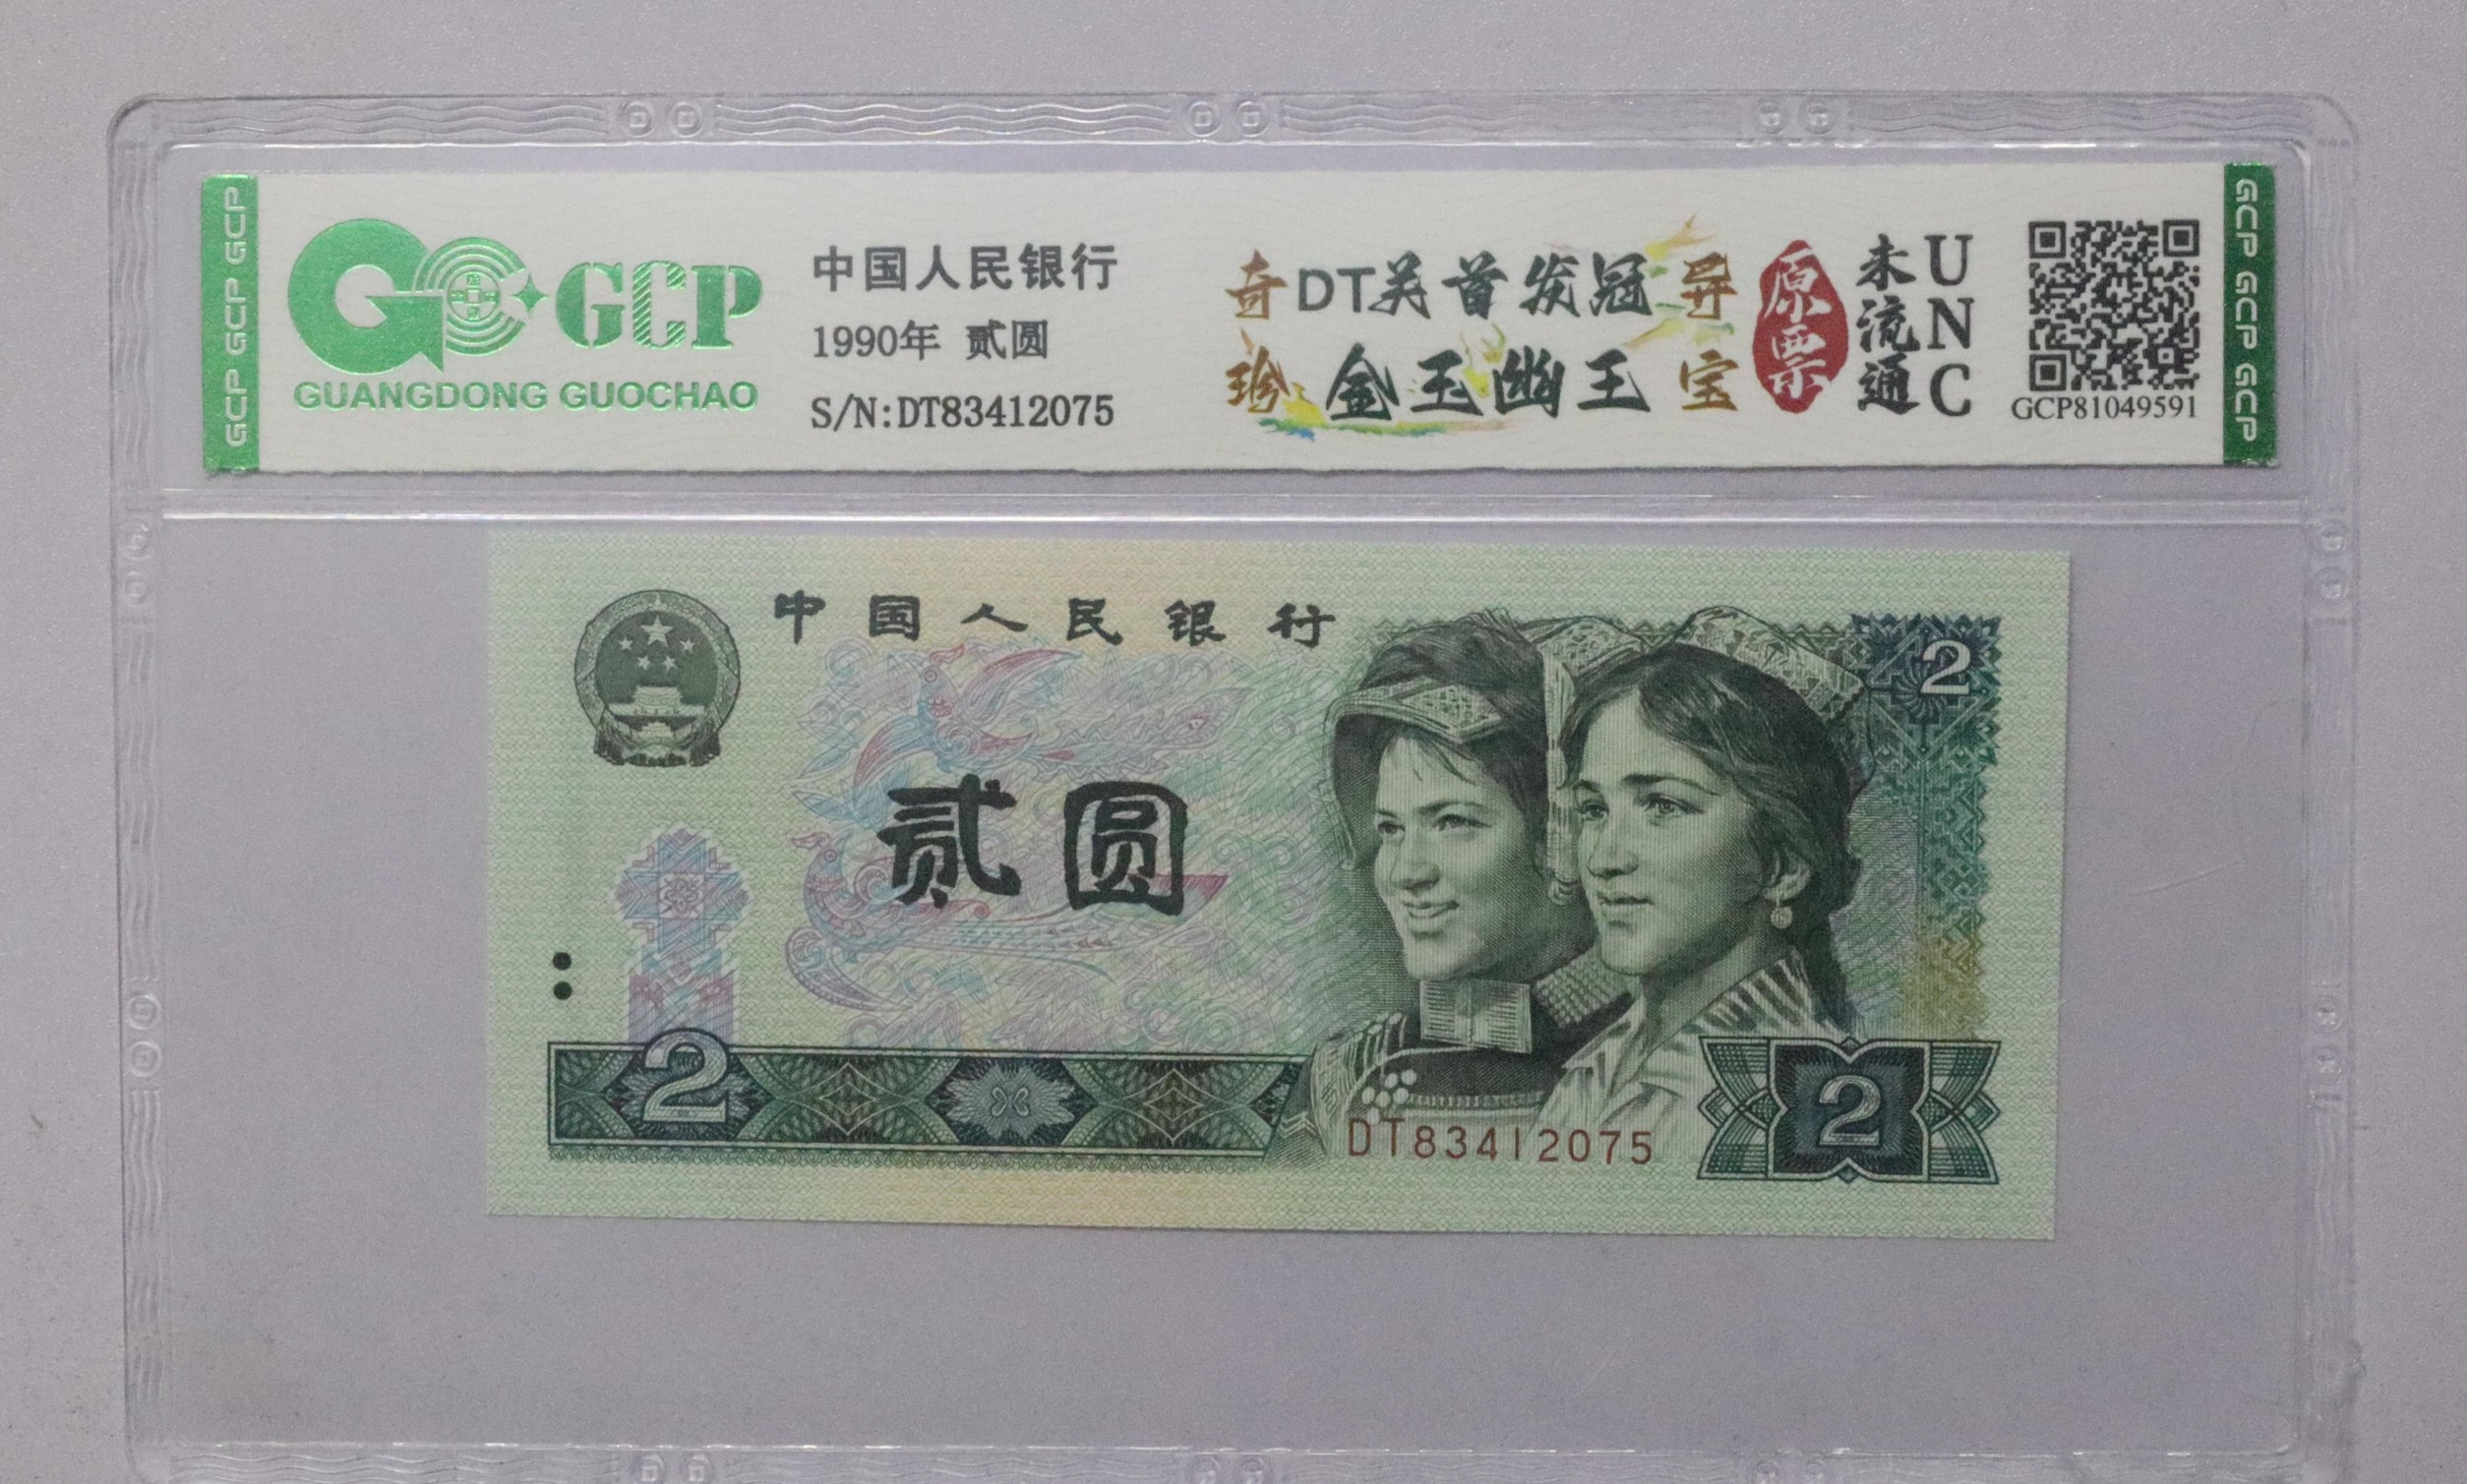 GCP GCP GCP
GCP
GUANGDONG GUOCHAO
中国人民银行
1990年 贰圆
S/N:DT83412075
奇珍
DT关首发冠
金玉幽王
异宝
原票
未流通
UNC
GCP81049591
GCP GCP GCP
中国人民银行
2
贰圆
2
DT83412075
2